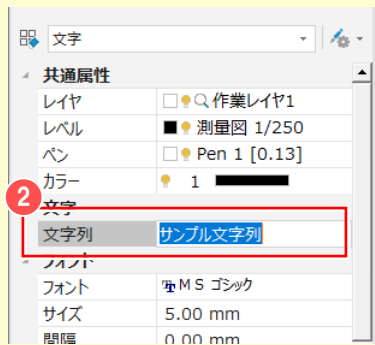 文字
共通属性
レイヤ 作業レイヤ1
レベル 測量図 1/250
ペン Pen 1 [0.13]
カラー 1
2
文字
文字列 サンプル文字列
フォント
フォント MS ゴシック
サイズ 5.00 mm
間隔 0.00 mm